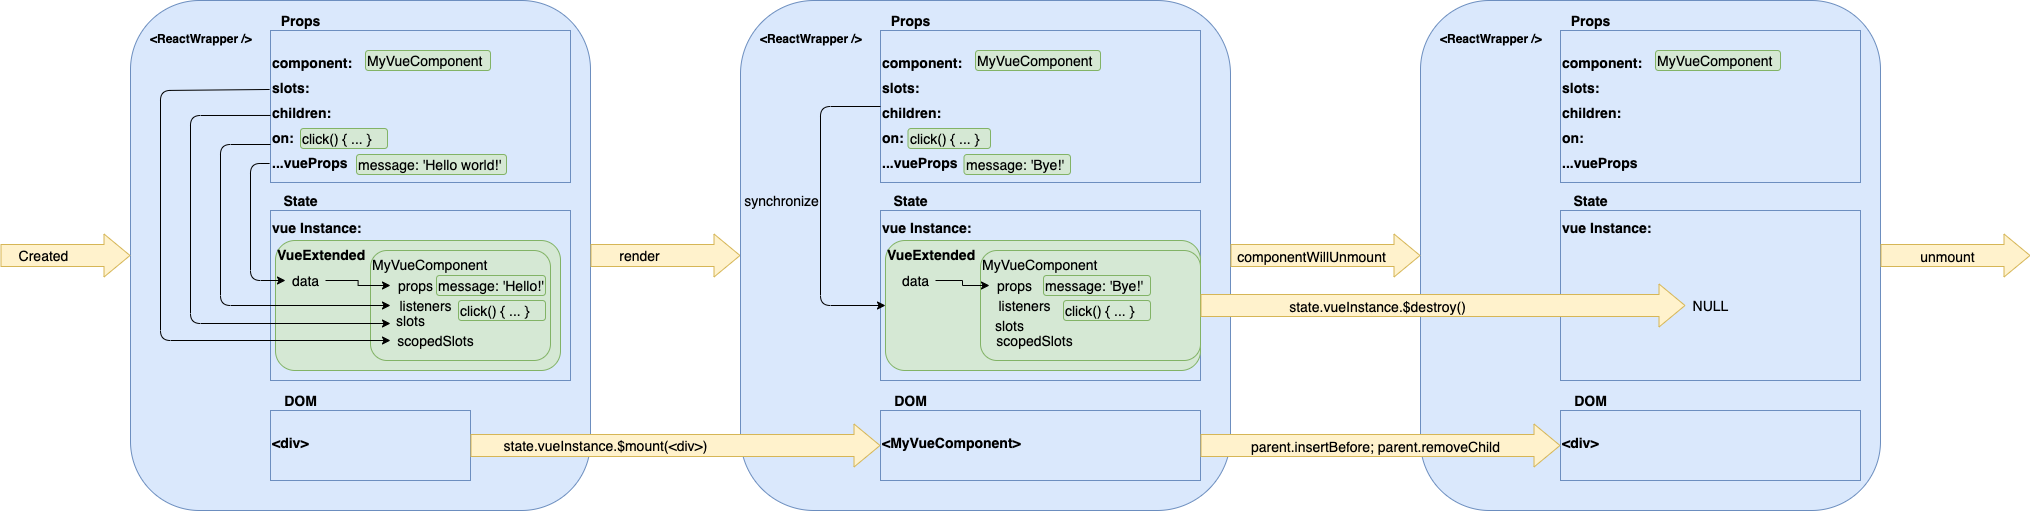 Created
<ReactWrapper />
Props
component: MyVueComponent
slots:
children:
on: click() { ... }
...vueProps message: 'Hello world!'
State
vue Instance:
VueExtended
MyVueComponent
data
props message: 'Hello!'
listeners click() { ... }
slots
scopedSlots
DOM
<div>
render
state.vueInstance.$mount(<div>)
<ReactWrapper />
Props
component: MyVueComponent
slots:
children:
on: click() { ... }
...vueProps message: 'Bye!'
synchronize
State
vue Instance:
VueExtended
MyVueComponent
data
props message: 'Bye!'
listeners click() { ... }
slots
scopedSlots
DOM
<MyVueComponent>
componentWillUnmount
state.vueInstance.$destroy()
parent.insertBefore; parent.removeChild
<ReactWrapper />
Props
component: MyVueComponent
slots:
children:
on:
...vueProps
State
vue Instance:
NULL
DOM
<div>
unmount